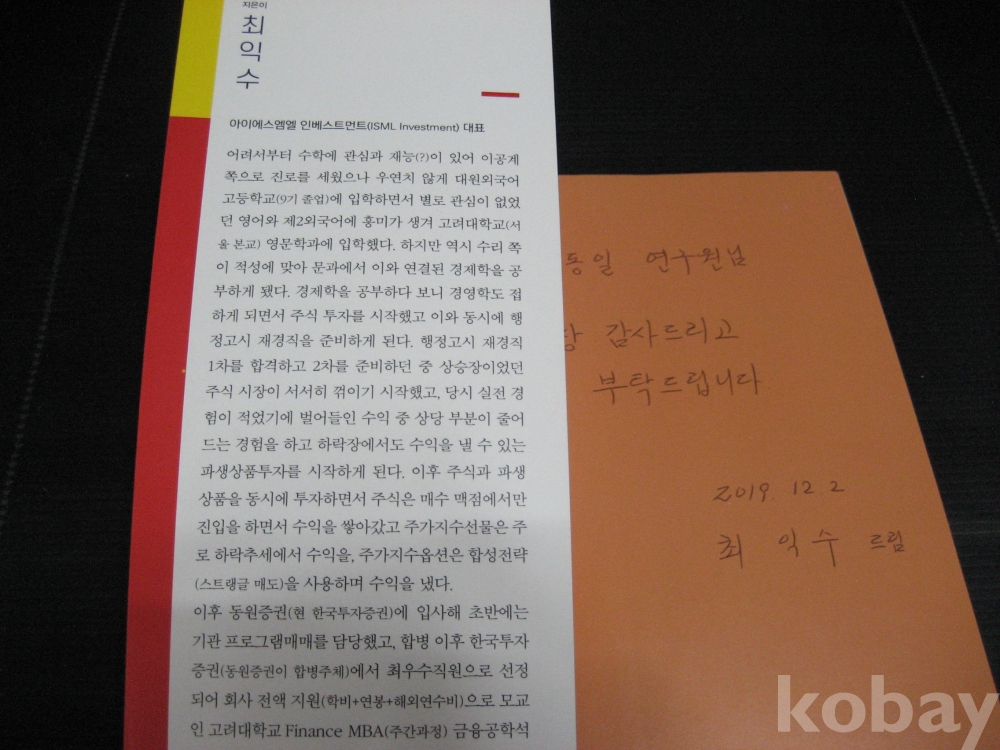 지은이
최익수
아이에스엠엘 인베스트먼트(ISML Investment) 대표
어려서부터 수학에 관심과 재능(?)이 있어 이공계
쪽으로 진로를 세웠으나 우연치 않게 대원외국어
고등학교(9기 졸업)에 입학하면서 별로 관심이 없었
던 영어와 제2외국어에 흥미가 생겨 고려대학교(서
울 본교) 영문학과에 입학했다. 하지만 역시 수리 쪽
이 적성에 맞아 문과에서 이와 연결된 경제학을 공
부하게 됐다. 경제학을 공부하다 보니 경영학도 접
하게 되면서 주식 투자를 시작했고 이와 동시에 행
정고시 재경직을 준비하게 된다. 행정고시 재경직
1차를 합격하고 2차를 준비하던 중 상승장이었던
주식 시장이 서서히 꺾이기 시작했고, 당시 실전 경
험이 적었기에 벌어들인 수익 중 상당 부분이 줄어
드는 경험을 하고 하락장에서도 수익을 낼 수 있는
파생상품투자를 시작하게 된다. 이후 주식과 파생
상품을 동시에 투자하면서 주식은 매수 맥점에서만
진입을 하면서 수익을 쌓아갔고 주가지수선물은 주
로 하락추세에서 수익을, 주가지수옵션은 합성전략
(스트랭글 매도)을 사용하며 수익을 냈다.
이후 동원증권(현 한국투자증권)에 입사해 초반에는
기관 프로그램매매를 담당했고, 합병 이후 한국투자
증권(동원증권이 합병주체)에서 최우수직원으로 선정
되어 회사 전액 지원(학비+연봉+해외연수비)으로 모교
인 고려대학교 Finance MBA(주간과정) 금융공학석
동일 연구원님
감사드리고
부탁드립니다
2019. 12 2
최 익 수 드림
kobay